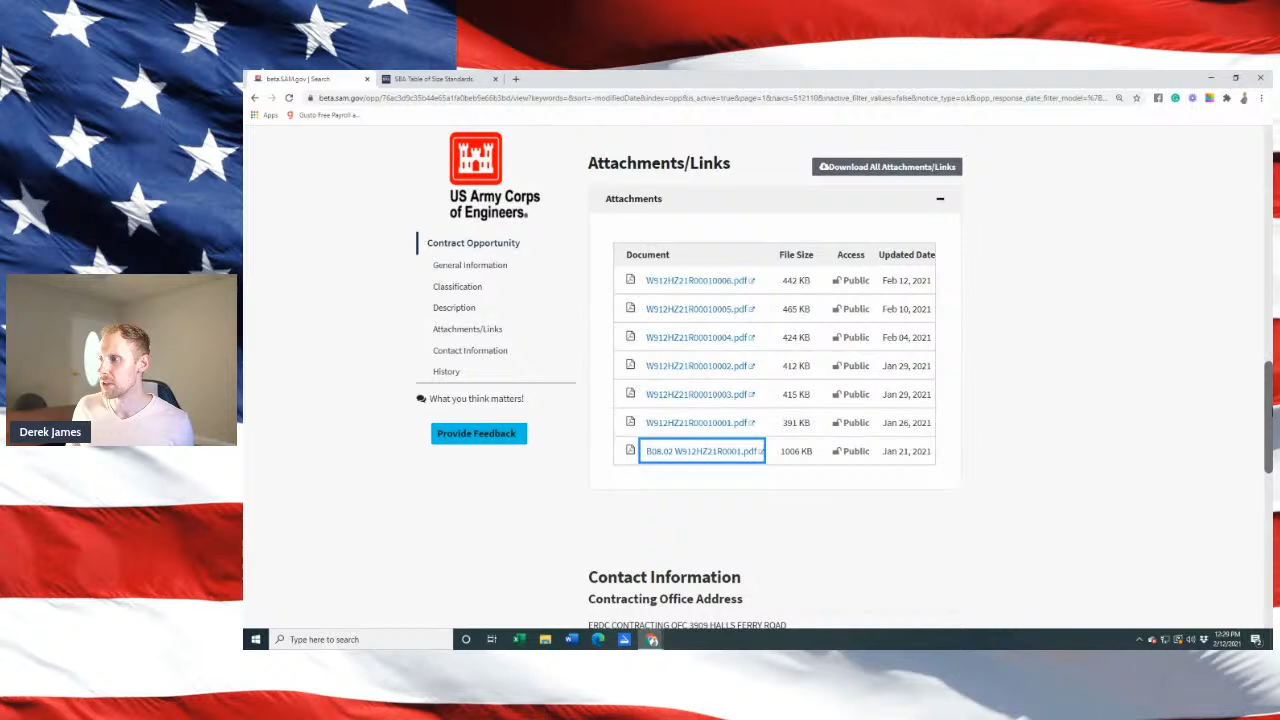 beta.SAM.gov | Search
SBA Table of Size Standards
Apps
Gusto Free Payroll a...
US Army Corps
of Engineers®
Contract Opportunity
General Information
Classification
Description
Attachments/Links
Contact Information
History
What you think matters!
Provide Feedback
Attachments/Links
Download All Attachments/Links
Attachments
Document File Size Access Updated Date
W912HZ21R00010006.pdf 442 KB Public Feb 12, 2021
W912HZ21R00010005.pdf 465 KB Public Feb 10, 2021
W912HZ21R00010004.pdf 424 KB Public Feb 04, 2021
W912HZ21R00010002.pdf 412 KB Public Jan 29, 2021
W912HZ21R00010003.pdf 415 KB Public Jan 29, 2021
W912HZ21R00010001.pdf 391 KB Public Jan 26, 2021
B08.02 W912HZ21R0001.pdf 1006 KB Public Jan 21, 2021
Contact Information
Contracting Office Address
ERDC CONTRACTING OFC 3909 HALLS FERRY ROAD
Derek James
Type here to search
12:29 PM
2/12/2021